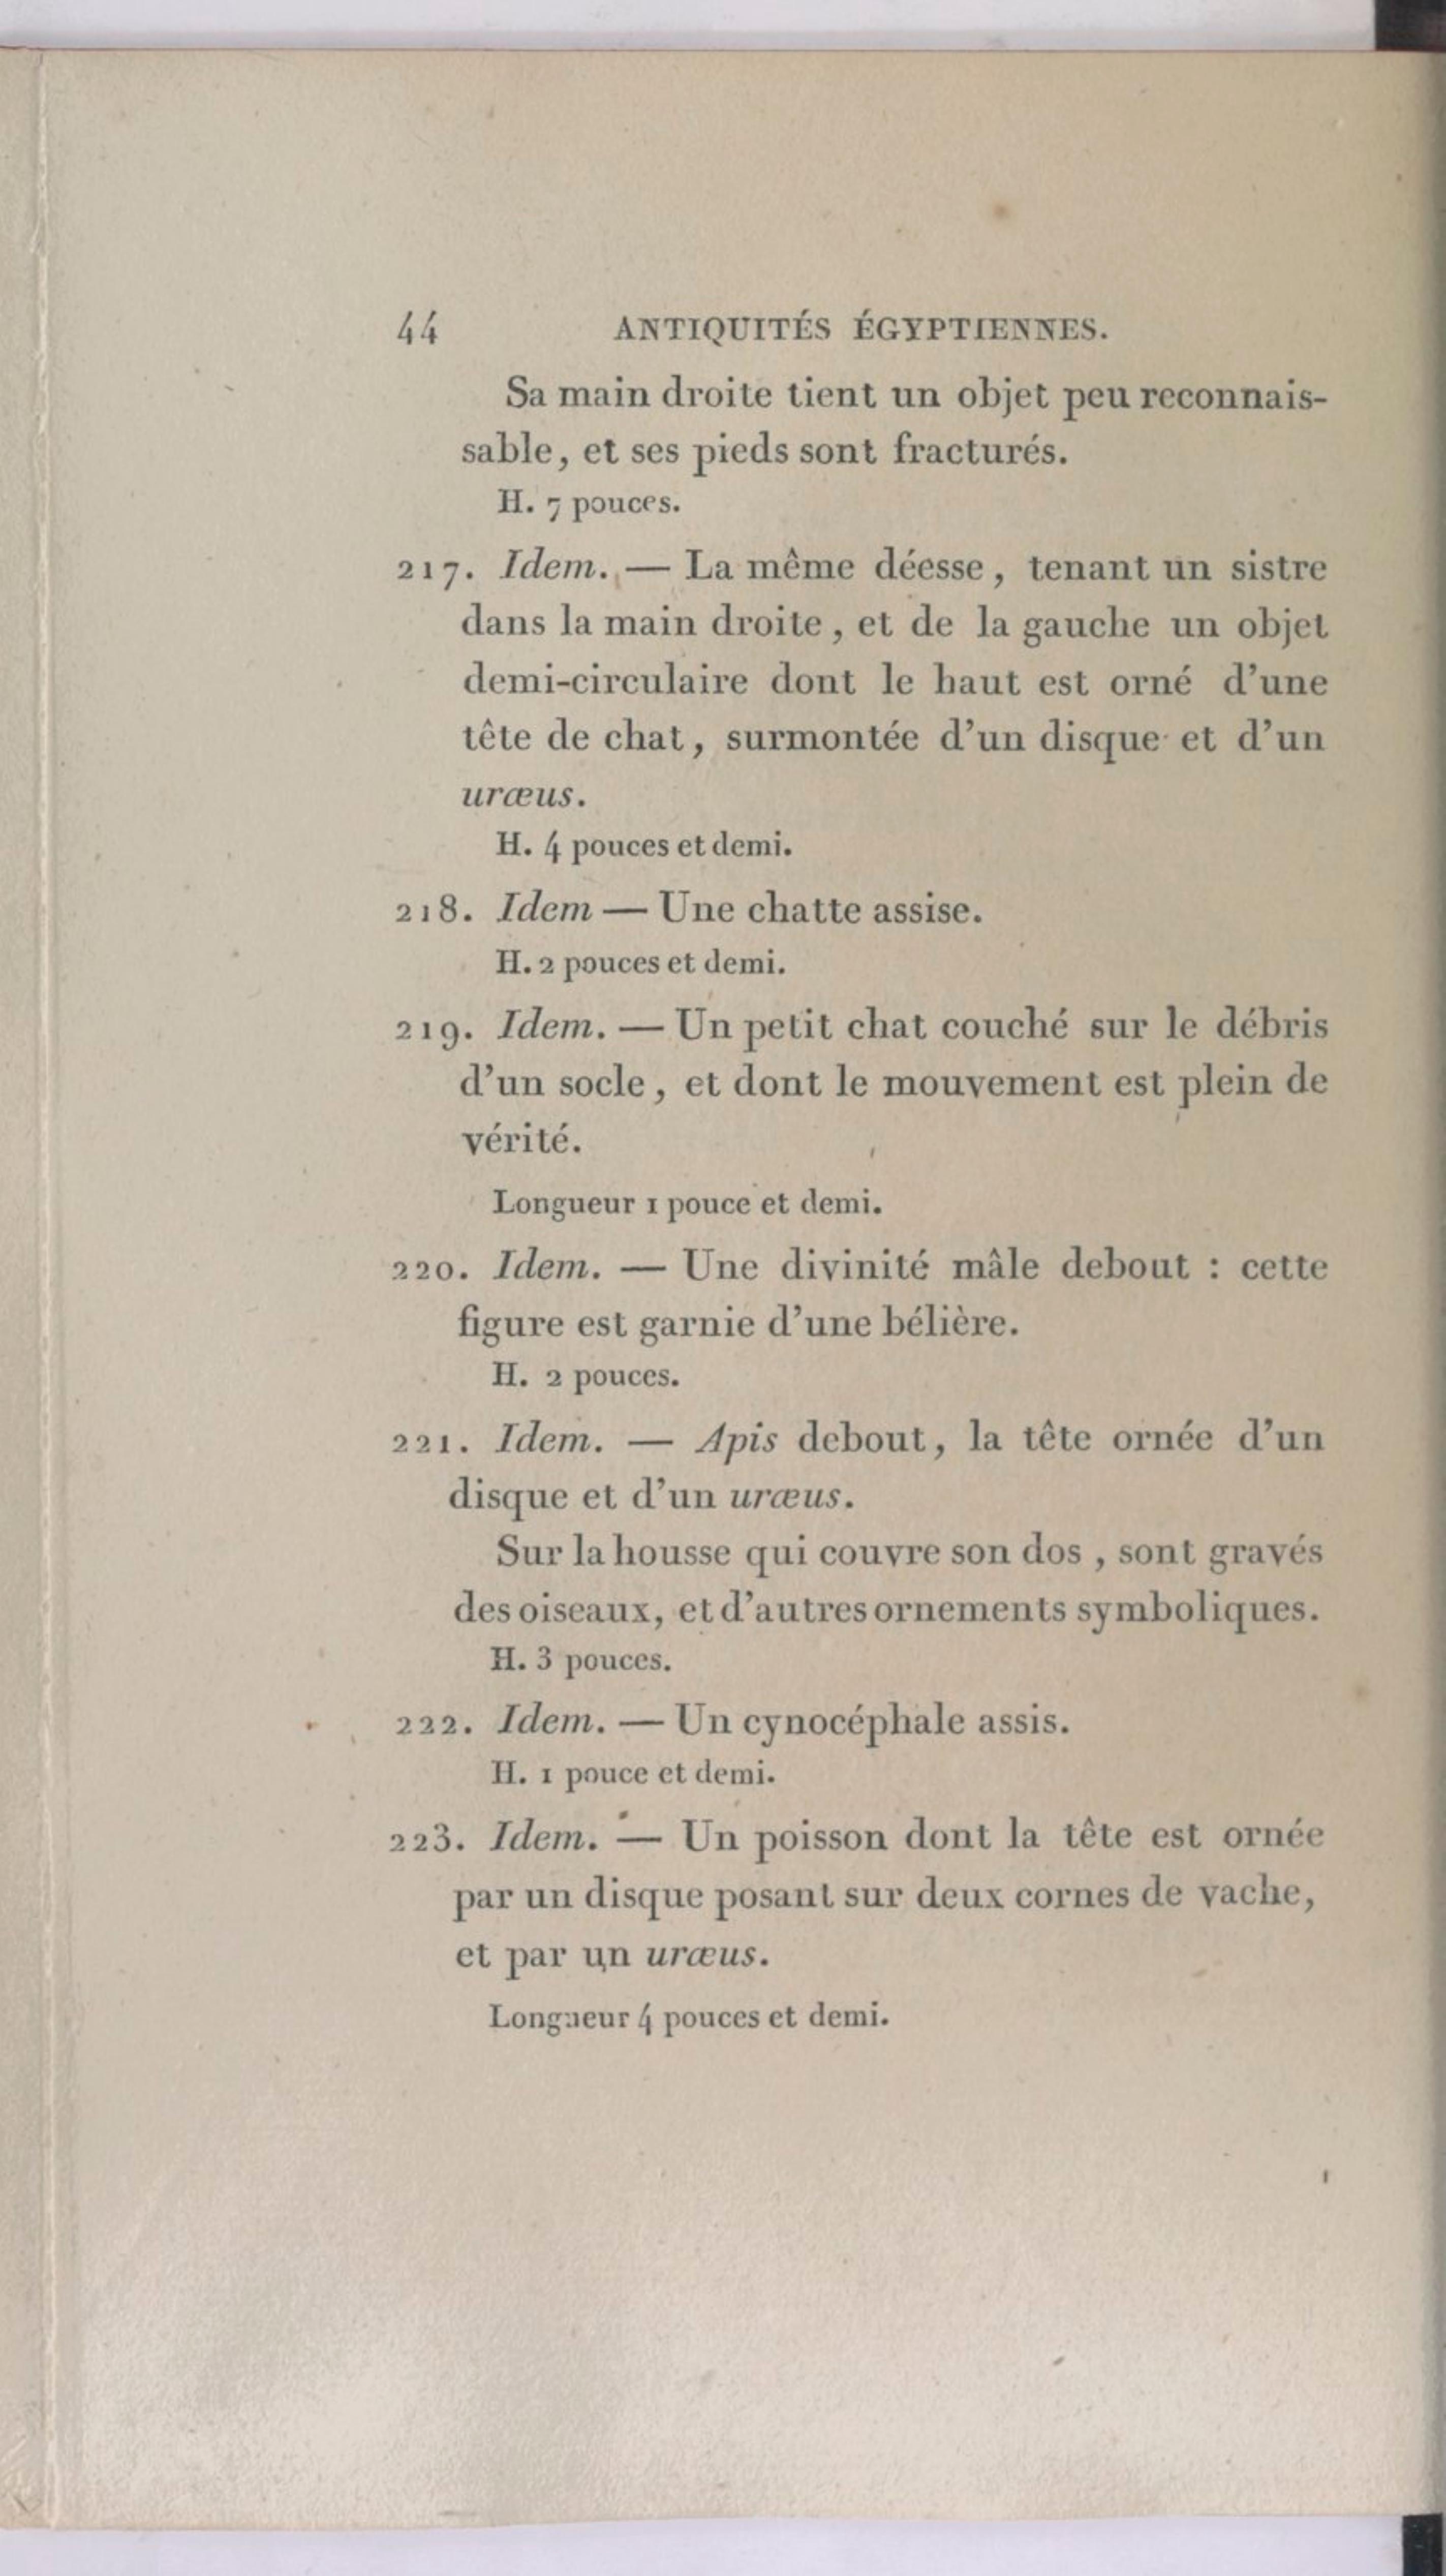 44 ANTIQUITÉS ÉGYPTIENNES.
Sa main droite tient un objet peu reconnais-
sable, et ses pieds sont fracturés.
H. 7 pouces.
217. Idem. — La même déesse, tenant un sistre
dans la main droite, et de la gauche un objet
demi-circulaire dont le haut est orné d'une
tête de chat, surmontée d'un disque et d'un
uræus.
H. 4 pouces et demi.
218. Idem — Une chatte assise.
H. 2 pouces et demi.
219. Idem. — Un petit chat couché sur le débris
d'un socle, et dont le mouvement est plein de
vérité.
Longueur 1 pouce et demi.
220. Idem. — Une divinité mâle debout : cette
figure est garnie d'une bélière.
H. 2 pouces.
221. Idem. — Apis debout, la tête ornée d'un
disque et d'un uræus.
Sur la housse qui couvre son dos, sont gravés
des oiseaux, et d'autres ornements symboliques.
H. 3 pouces.
222. Idem. — Un cynocéphale assis.
H. 1 pouce et demi.
223. Idem. — Un poisson dont la tête est ornée
par un disque posant sur deux cornes de vache,
et par un uræus.
Longueur 4 pouces et demi.